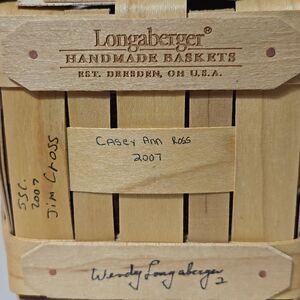 Longaberger®
HANDMADE BASKETS
EST. DRESDEN, OH U.S.A.
Casey Ann Ross
2007
SSC.
2007
Jim Cross
Wendy Longaberger